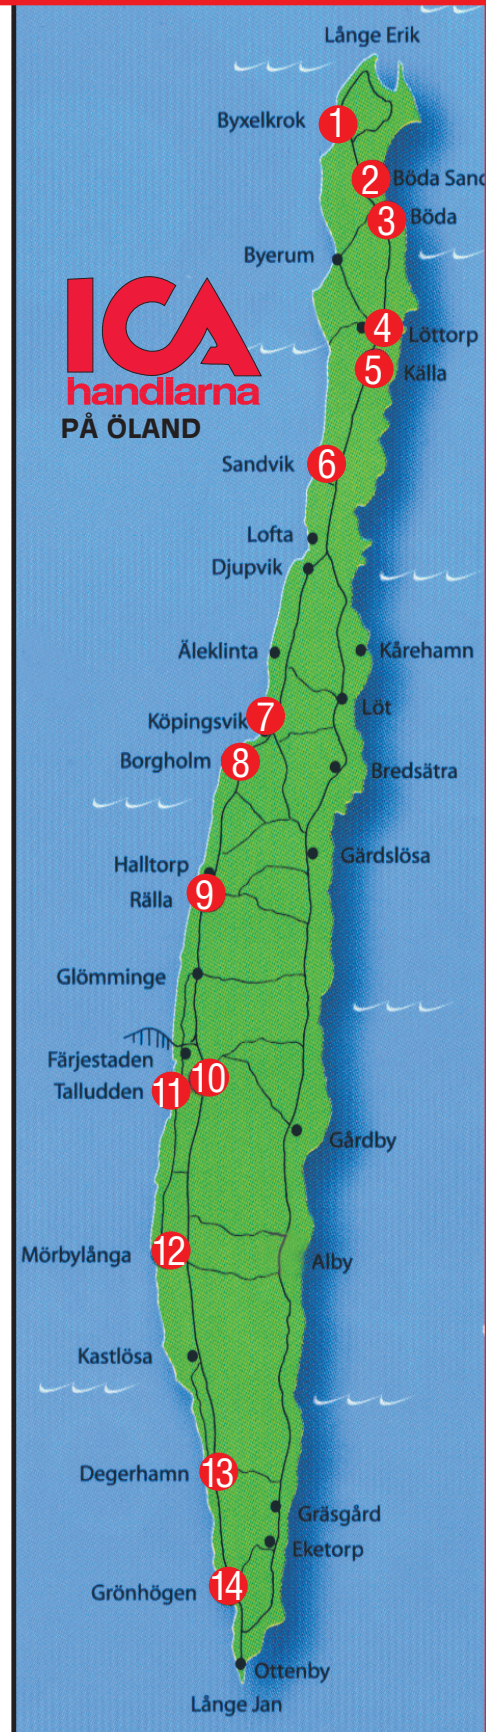 Långe Erik
Byxelkrok 1
2 Böda Sand
3 Böda
Byerum
ICA
handlarna
PÅ ÖLAND
4 Löttorp
5 Källa
Sandvik 6
Lofta
Djupvik
Äleklinta
Kårehamn
Köpingsvik 7
Löt
Borgholm 8
Bredsätra
Gärdslösa
Halltorp
Rälla 9
Glömminge
Färjestaden
10
Talludden 11
Gårdby
Mörbylånga 12
Alby
Kastlösa
Degerhamn 13
Gräsgård
Eketorp
Grönhögen 14
Ottenby
Långe Jan